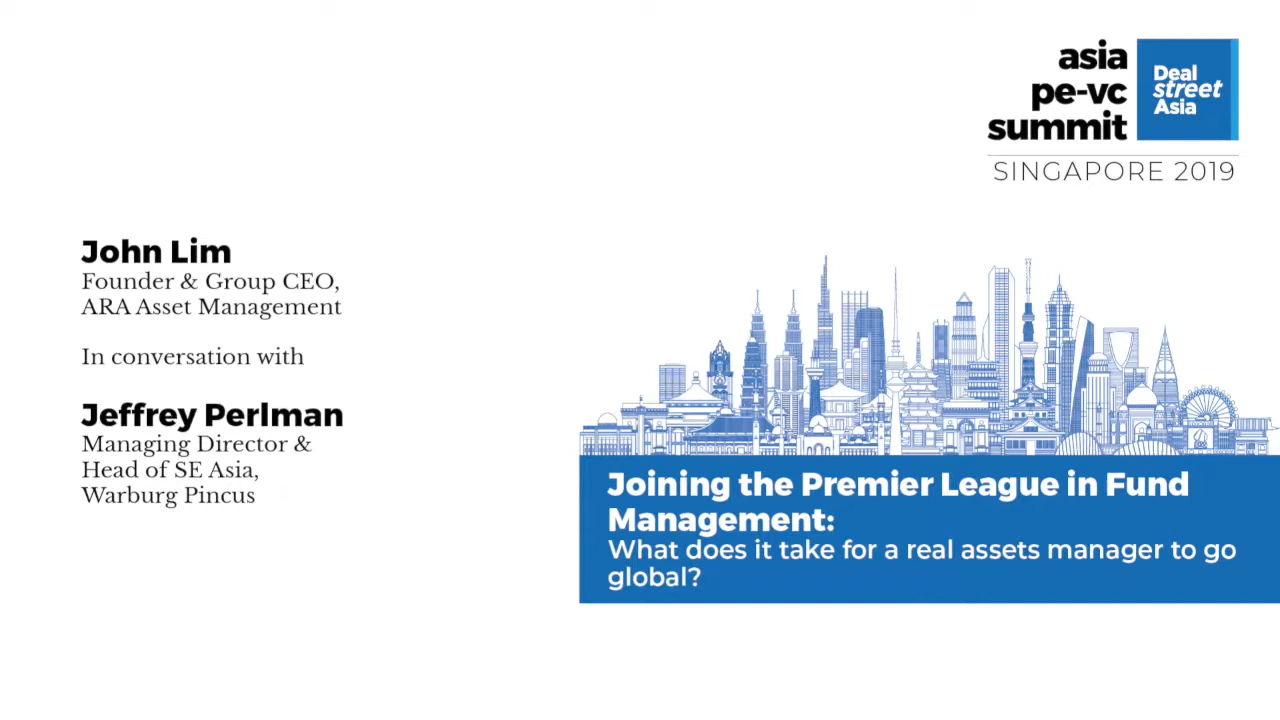 asia
pe-vc
summit
Deal
street
Asia
SINGAPORE 2019
John Lim
Founder & Group CEO,
ARA Asset Management
In conversation with
Jeffrey Perlman
Managing Director &
Head of SE Asia,
Warburg Pincus
Joining the Premier League in Fund
Management:
What does it take for a real assets manager to go
global?